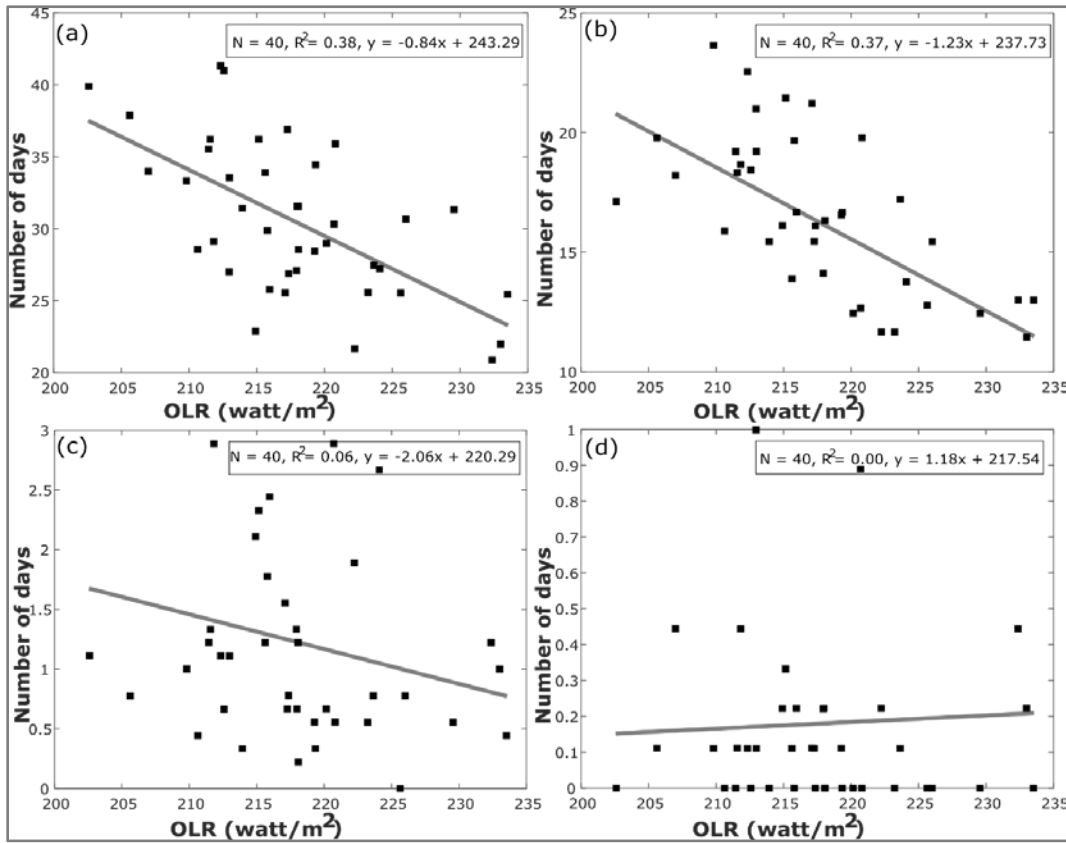 (a)
N = 40, R²= 0.38, y = -0.84x + 243.29
Number of days
45
40
35
30
25
20
200 205 210 215 220 225 230 235
OLR (watt/m²)
(b)
N = 40, R²= 0.37, y = -1.23x + 237.73
Number of days
25
20
15
10
200 205 210 215 220 225 230 235
OLR (watt/m²)
(c)
N = 40, R²= 0.06, y = -2.06x + 220.29
Number of days
3
2.5
2
1.5
1
0.5
0
200 205 210 215 220 225 230 235
OLR (watt/m²)
(d)
N = 40, R²= 0.00, y = 1.18x + 217.54
Number of days
1
0.9
0.8
0.7
0.6
0.5
0.4
0.3
0.2
0.1
0
200 205 210 215 220 225 230 235
OLR (watt/m²)